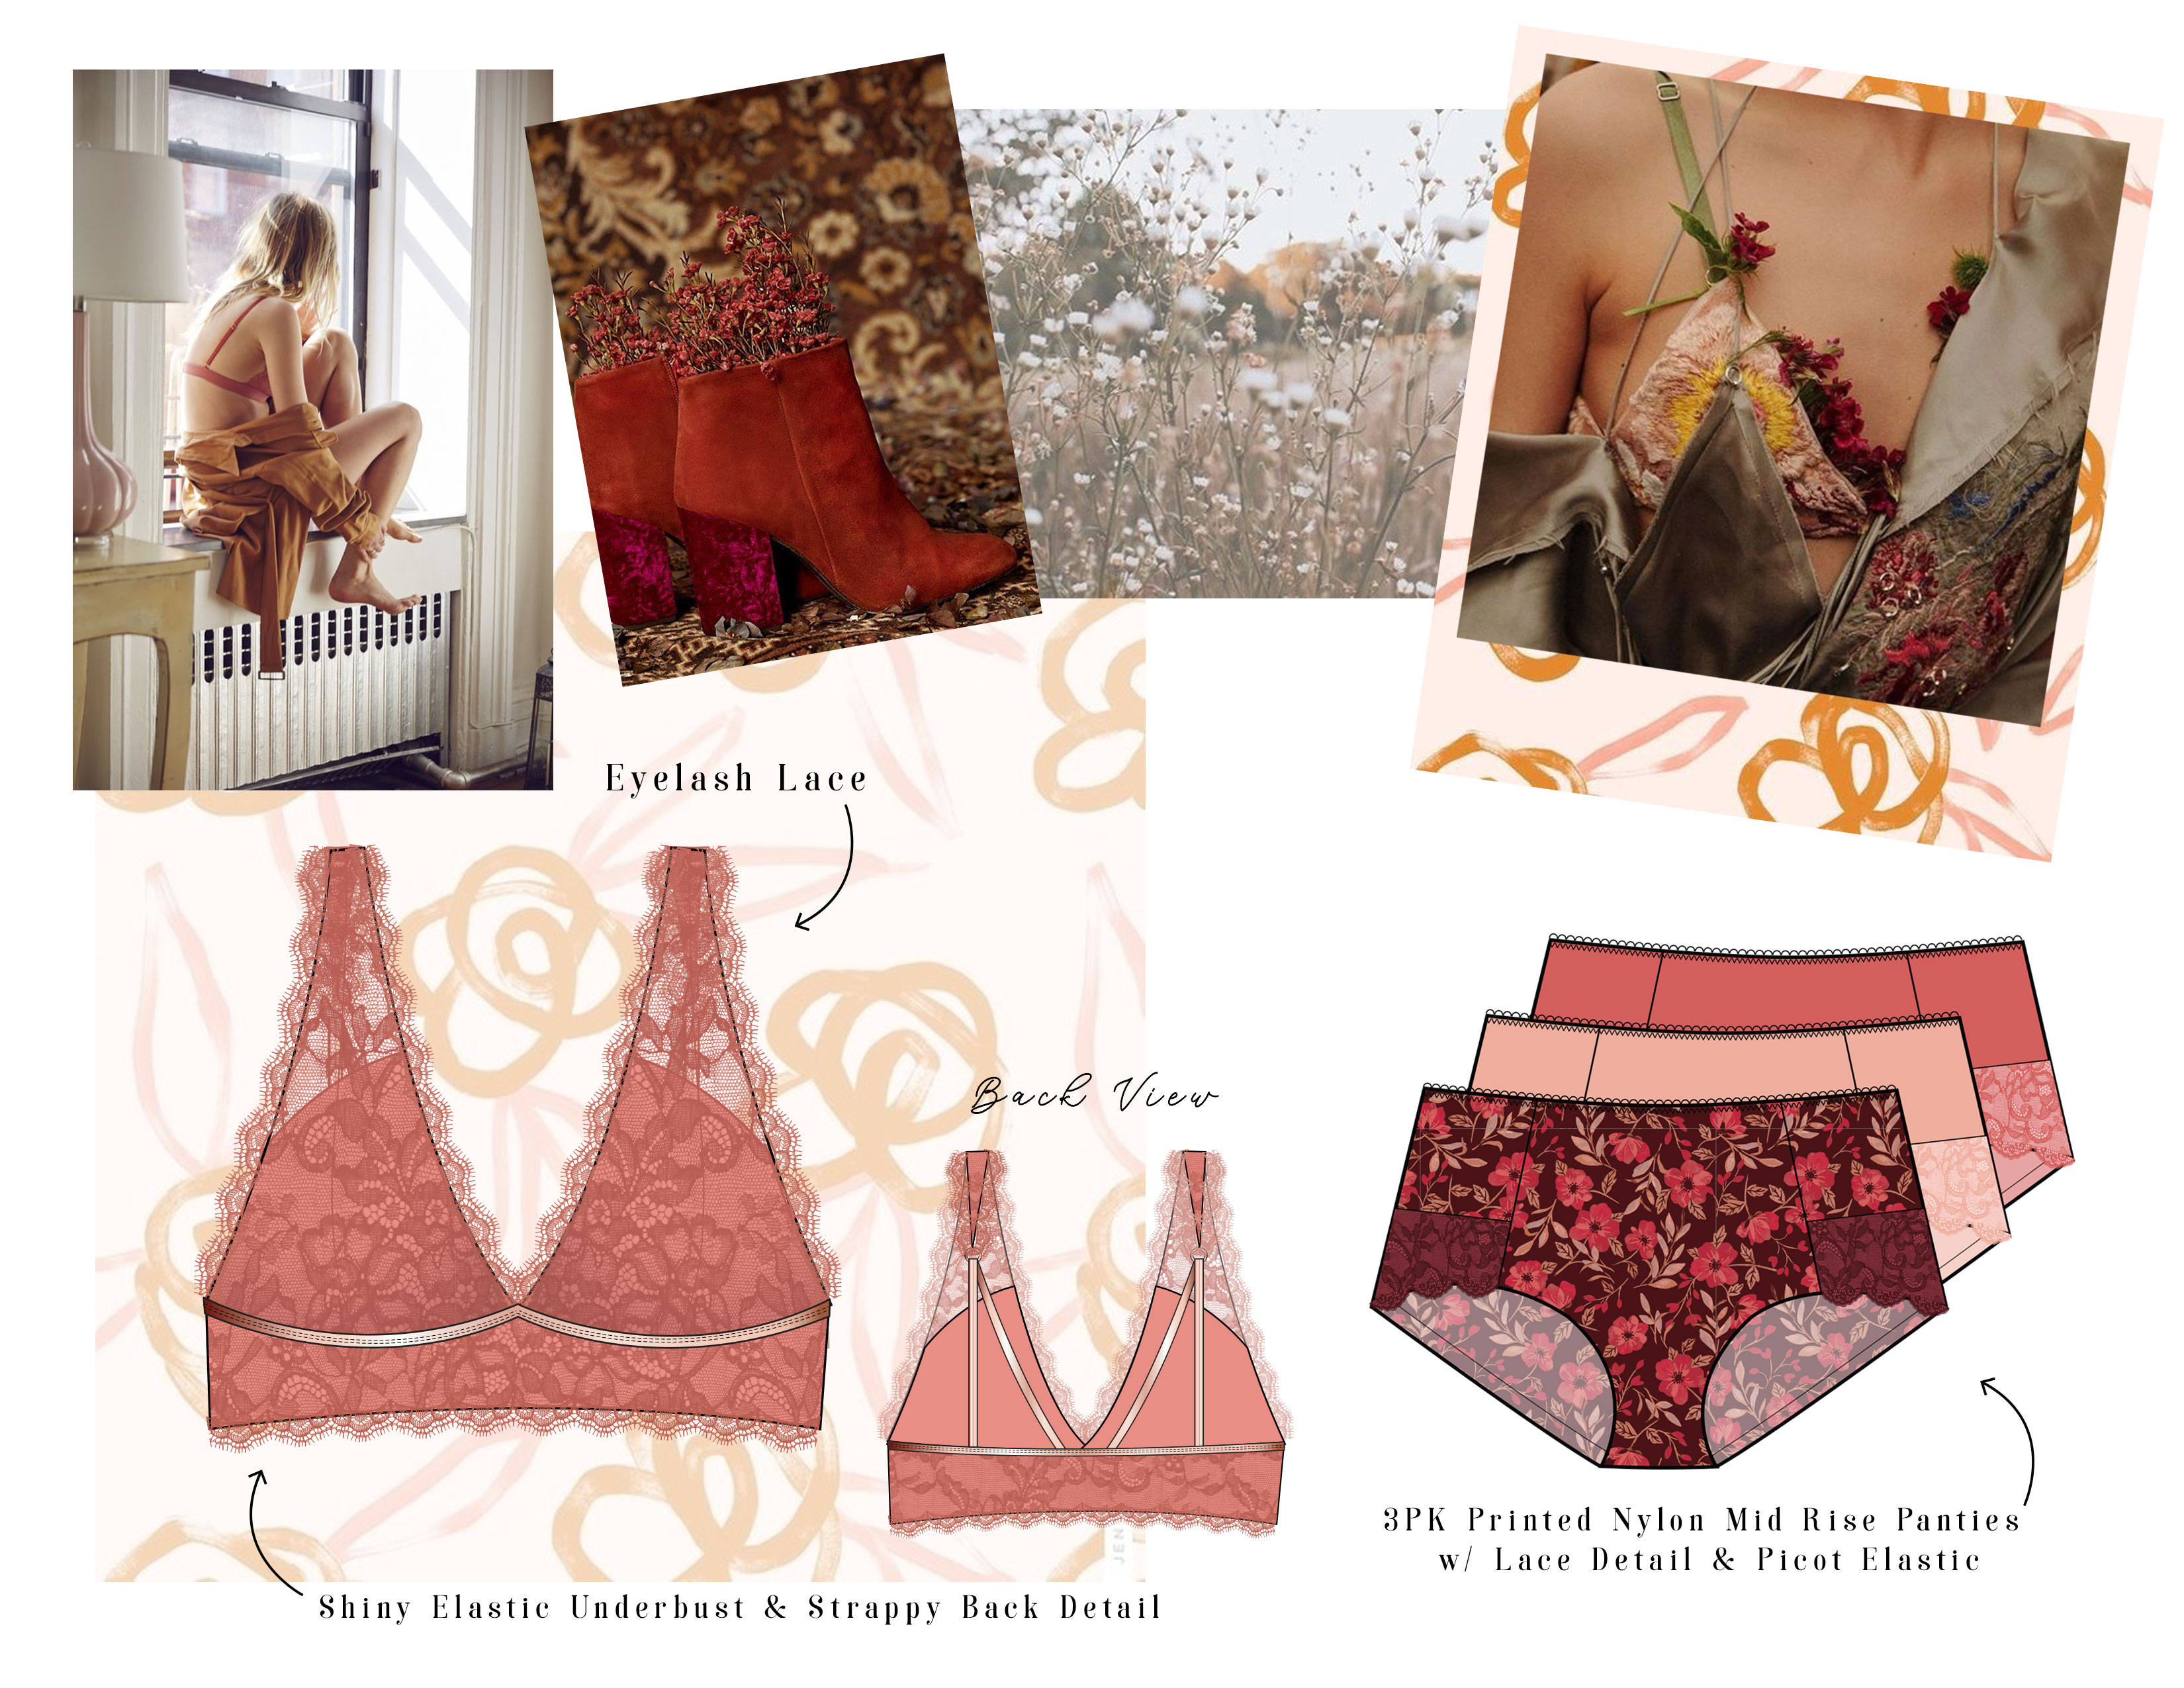 Eyelash Lace
Back View
JEN
Shiny Elastic Underbust & Strappy Back Detail
3PK Printed Nylon Mid Rise Panties
w/ Lace Detail & Picot Elastic